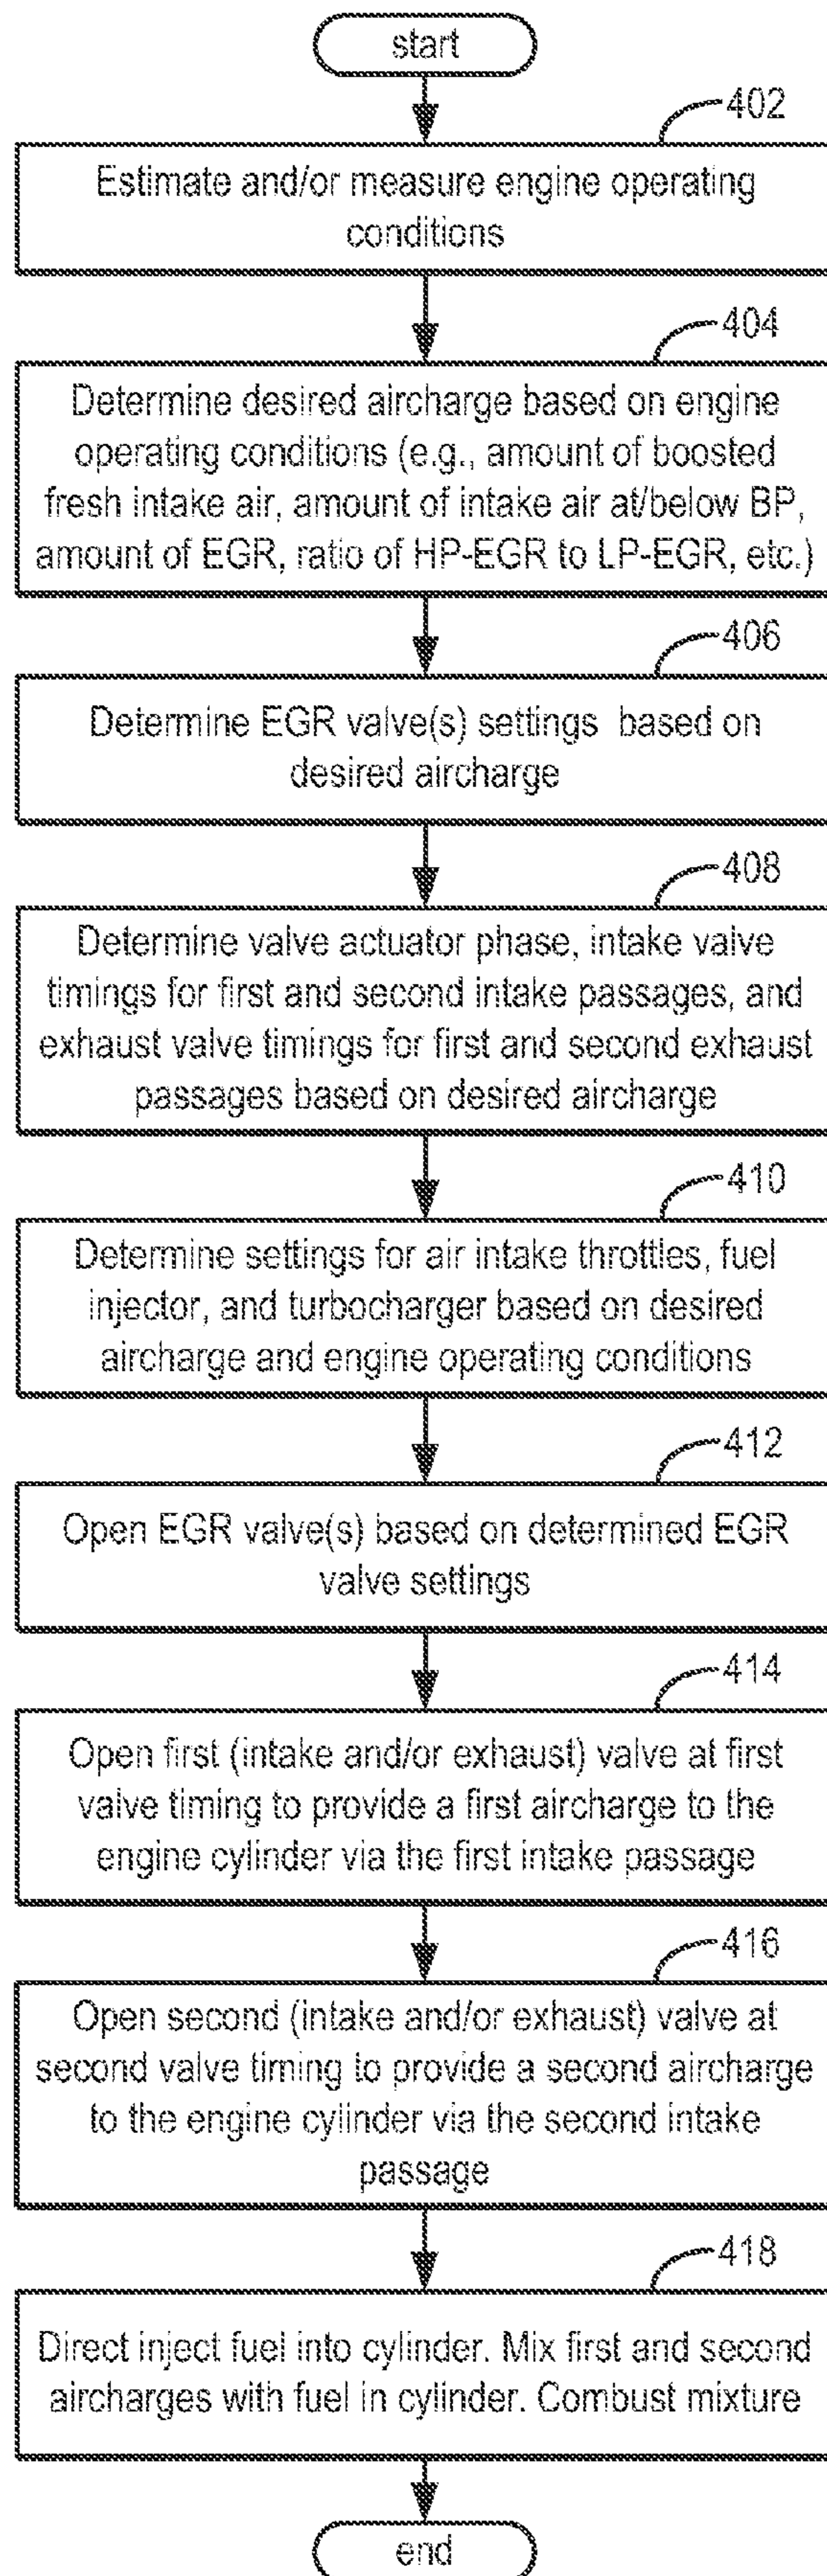 start
402
Estimate and/or measure engine operating
conditions
404
Determine desired aircharge based on engine
operating conditions (e.g., amount of boosted
fresh intake air, amount of intake air at/below BP,
amount of EGR, ratio of HP-EGR to LP-EGR, etc.)
406
Determine EGR valve(s) settings based on
desired aircharge
408
Determine valve actuator phase, intake valve
timings for first and second intake passages, and
exhaust valve timings for first and second exhaust
passages based on desired aircharge
410
Determine settings for air intake throttles, fuel
injector, and turbocharger based on desired
aircharge and engine operating conditions
412
Open EGR valve(s) based on determined EGR
valve settings
414
Open first (intake and/or exhaust) valve at first
valve timing to provide a first aircharge to the
engine cylinder via the first intake passage
416
Open second (intake and/or exhaust) valve at
second valve timing to provide a second aircharge
to the engine cylinder via the second intake
passage
418
Direct inject fuel into cylinder. Mix first and second
aircharges with fuel in cylinder. Combust mixture
end